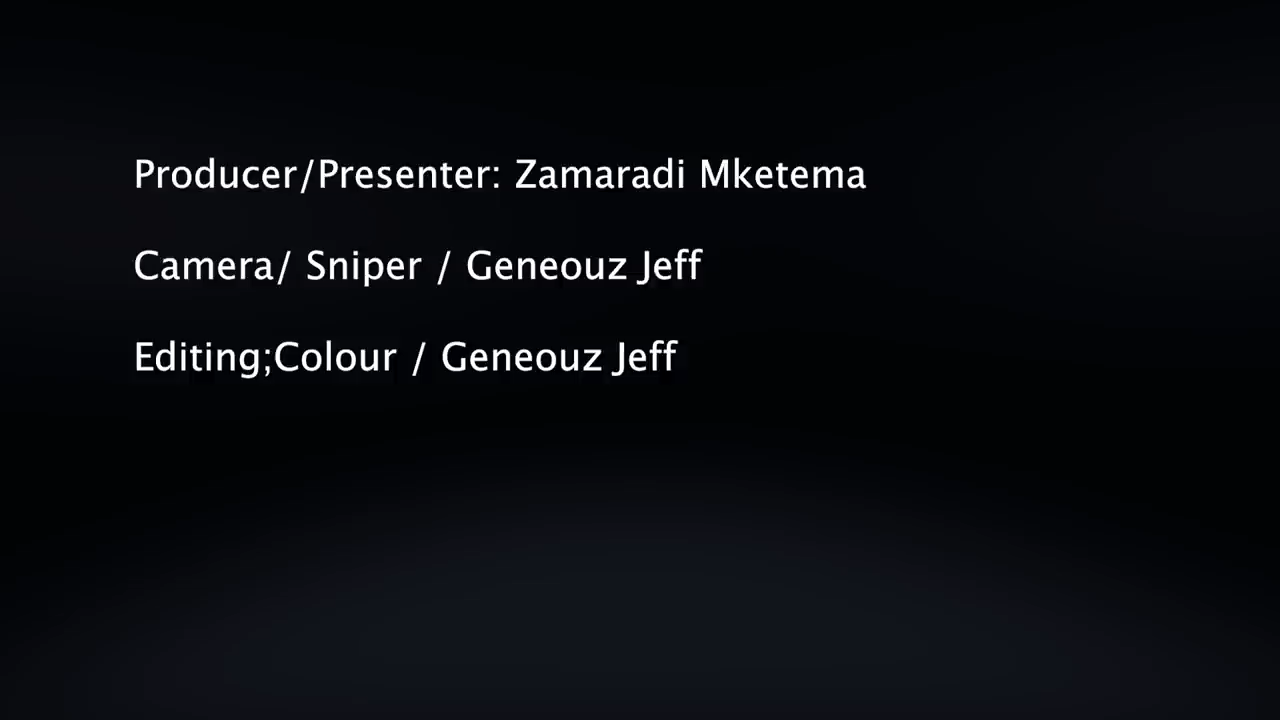 Producer/Presenter: Zamaradi Mketema
Camera/ Sniper / Geneouz Jeff
Editing;Colour / Geneouz Jeff